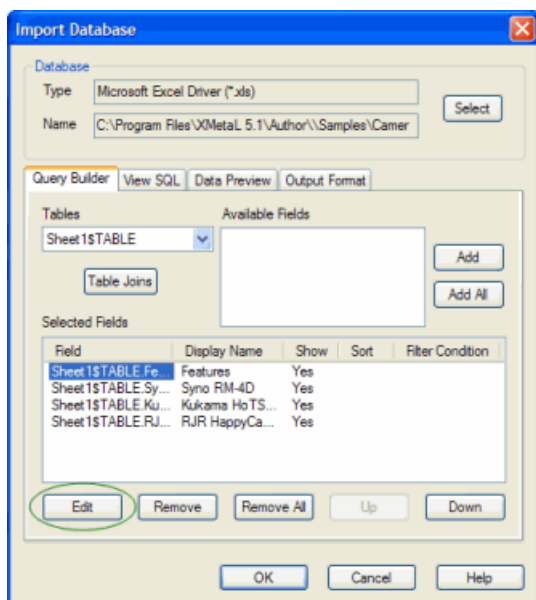 Import Database
Database
Type Microsoft Excel Driver (*.xls)
Select
Name C:\Program Files\XMetaL 5.1\Author\\Samples\Camer
Query Builder View SQL Data Preview Output Format
Tables Available Fields
Sheet1$TABLE
Add
Table Joins
Add All
Selected Fields
Field Display Name Show Sort Filter Condition
Sheet1$TABLE.Fe... Features Yes
Sheet1$TABLE.Sy... Syno RM-4D Yes
Sheet1$TABLE.Ku... Kukama HoTS... Yes
Sheet1$TABLE.RJ... RJR HappyCa... Yes
Edit Remove Remove All Up Down
OK Cancel Help